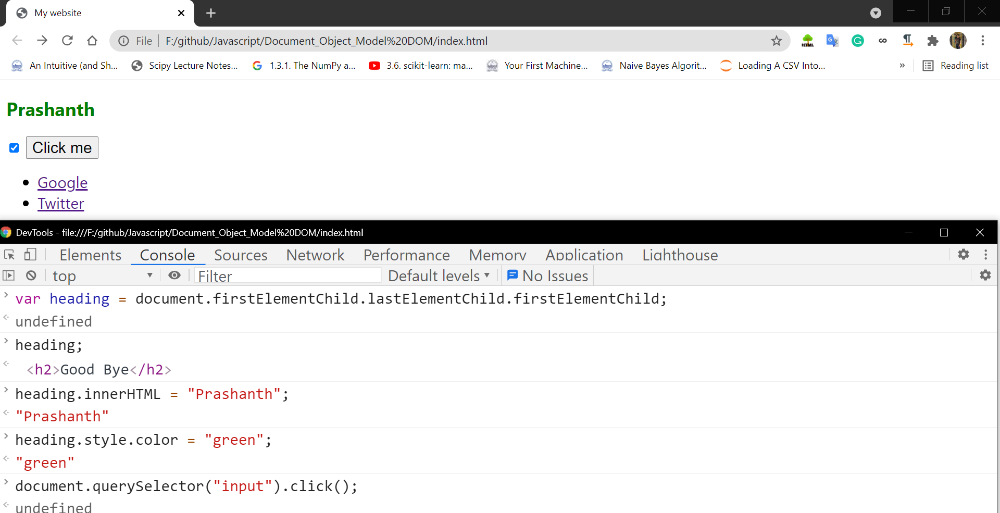 My website
File F:/github/Javascript/Document_Object_Model%20DOM/index.html
HTML
An Intuitive (and Sh... Scipy Lecture Notes... 1.3.1. The NumPy a... 3.6. scikit-learn: ma... Your First Machine... Naive Bayes Algorit... Loading A CSV Into... » Reading list
Prashanth
Click me
Google
Twitter
DevTools - file:///F:/github/Javascript/Document_Object_Model%20DOM/index.html
Elements Console Sources Network Performance Memory Application Lighthouse
top Filter Default levels No Issues
var heading = document.firstElementChild.lastElementChild.firstElementChild;
undefined
heading;
<h2>Good Bye</h2>
heading.innerHTML = "Prashanth";
"Prashanth"
heading.style.color = "green";
"green"
document.querySelector("input").click();
undefined